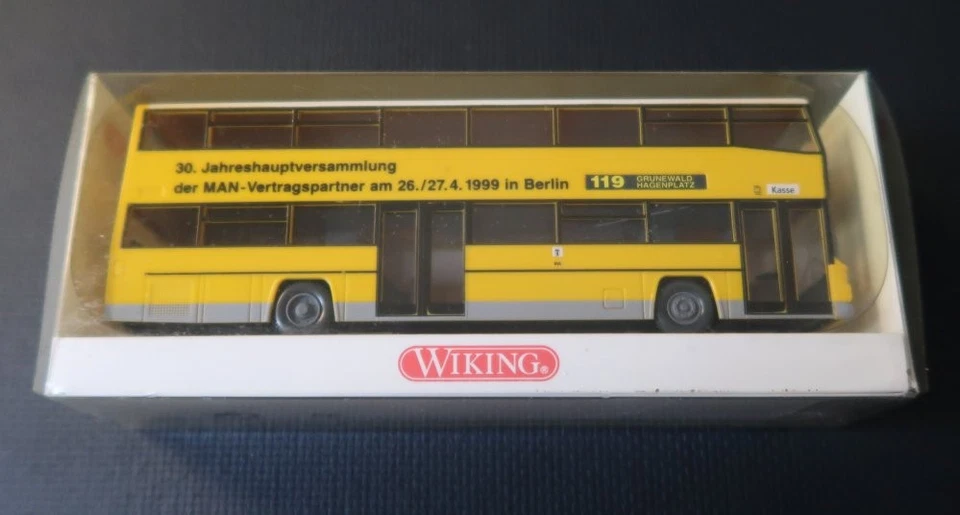 30. Jahreshauptversammlung
der MAN-Vertragspartner am 26./27.4.1999 in Berlin
119 GRUNEWALD
HAGENPLATZ
Kasse
WIKING®